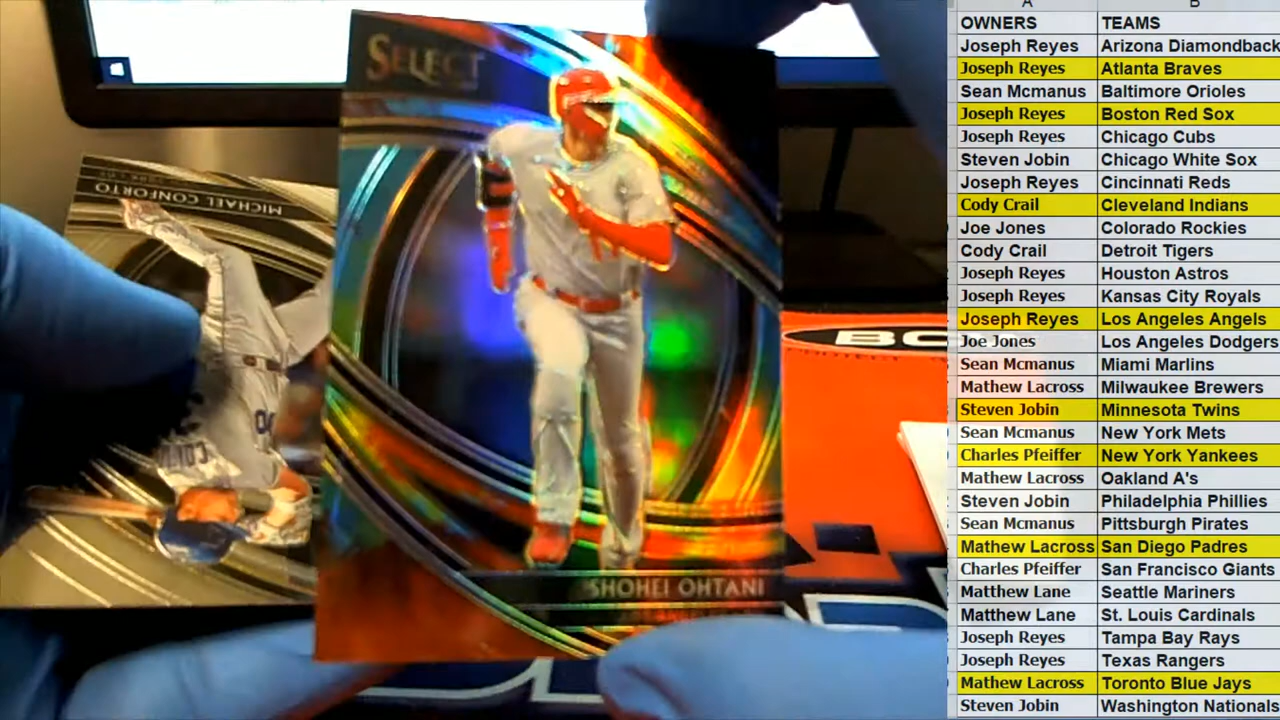 A B
OWNERS TEAMS
Joseph Reyes Arizona Diamondback
Joseph Reyes Atlanta Braves
Sean Mcmanus Baltimore Orioles
Joseph Reyes Boston Red Sox
Joseph Reyes Chicago Cubs
Steven Jobin Chicago White Sox
Joseph Reyes Cincinnati Reds
Cody Crail Cleveland Indians
Joe Jones Colorado Rockies
Cody Crail Detroit Tigers
Joseph Reyes Houston Astros
Joseph Reyes Kansas City Royals
Joseph Reyes Los Angeles Angels
Joe Jones Los Angeles Dodgers
Sean Mcmanus Miami Marlins
Mathew Lacross Milwaukee Brewers
Steven Jobin Minnesota Twins
Sean Mcmanus New York Mets
Charles Pfeiffer New York Yankees
Mathew Lacross Oakland A's
Steven Jobin Philadelphia Phillies
Sean Mcmanus Pittsburgh Pirates
Mathew Lacross San Diego Padres
Charles Pfeiffer San Francisco Giants
Matthew Lane Seattle Mariners
Matthew Lane St. Louis Cardinals
Joseph Reyes Tampa Bay Rays
Joseph Reyes Texas Rangers
Mathew Lacross Toronto Blue Jays
Steven Jobin Washington Nationals
SELECT
SHOHEI OHTANI
MICHAEL CONFORTO